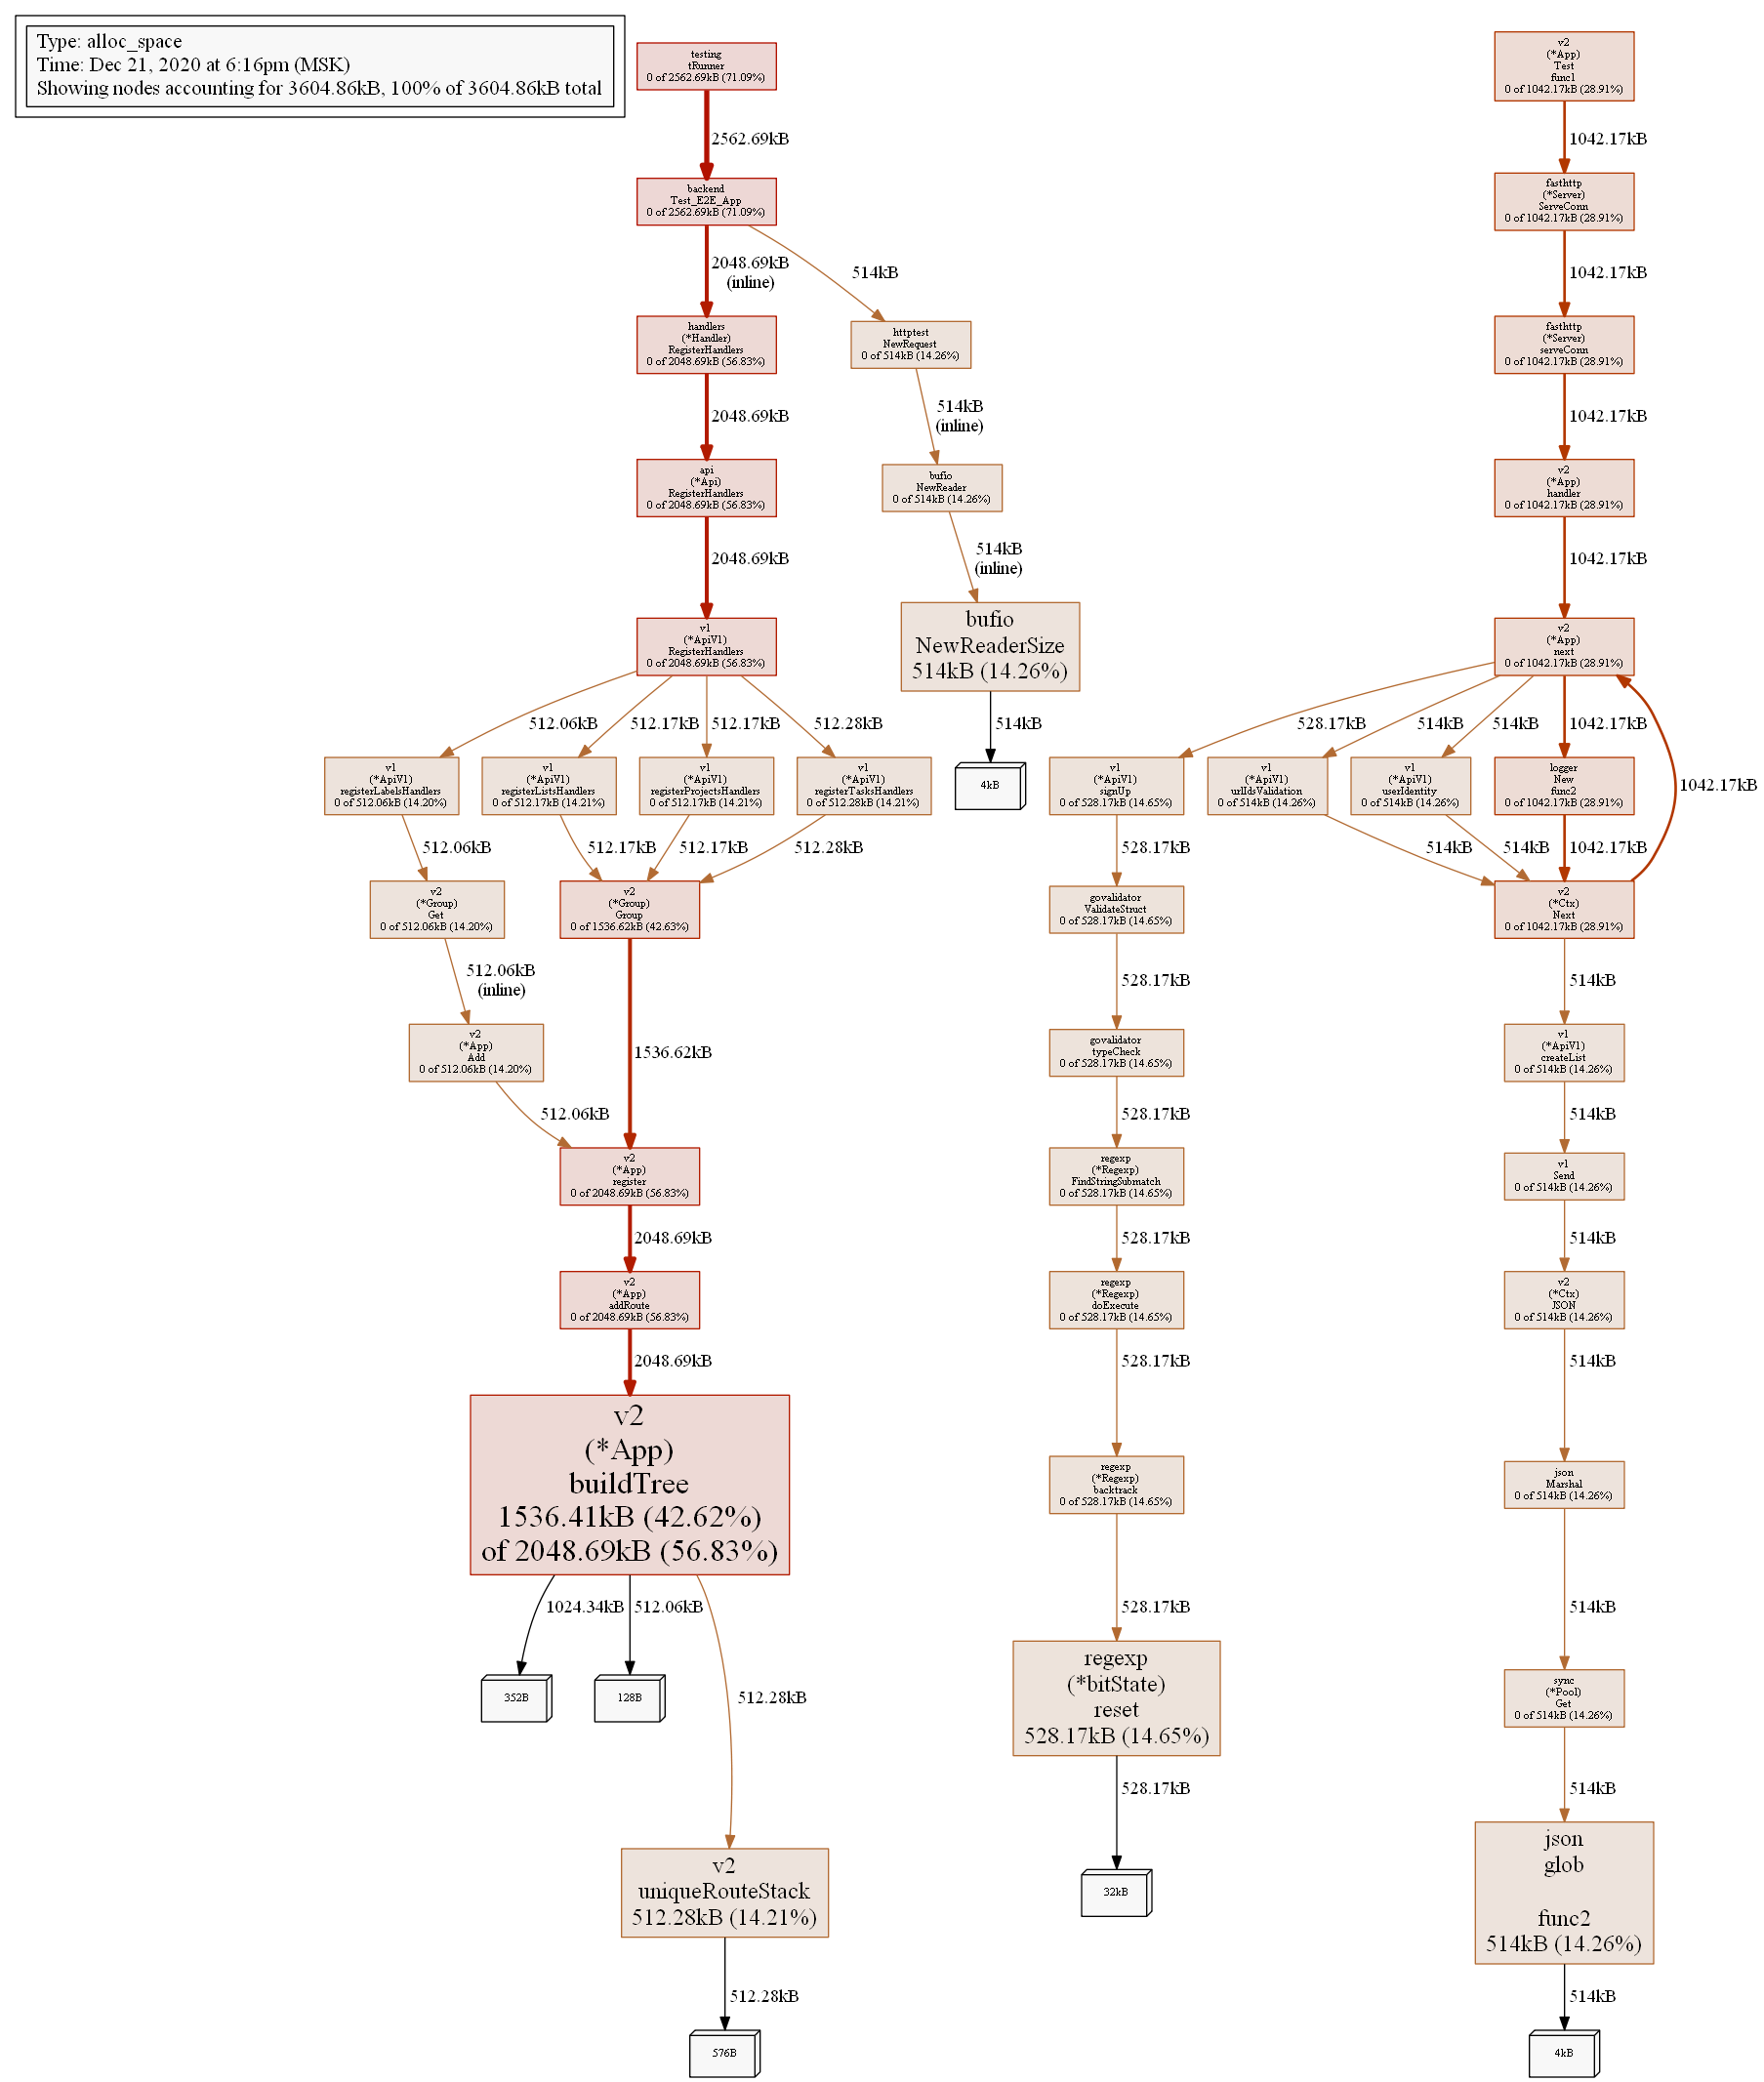 Type: alloc_space
Time: Dec 21, 2020 at 6:16pm (MSK)
Showing nodes accounting for 3604.86kB, 100% of 3604.86kB total
testing
tRunner
0 of 2562.69kB (71.09%)
2562.69kB
backend
Test_E2E_App
0 of 2562.69kB (71.09%)
2048.69kB
(inline)
514kB
handlers
(*Handler)
RegisterHandlers
0 of 2048.69kB (56.83%)
httptest
NewRequest
0 of 514kB (14.26%)
2048.69kB
514kB
(inline)
api
(*Api)
RegisterHandlers
0 of 2048.69kB (56.83%)
bufio
NewReader
0 of 514kB (14.26%)
2048.69kB
514kB
(inline)
v1
(*ApiV1)
RegisterHandlers
0 of 2048.69kB (56.83%)
bufio
NewReaderSize
514kB (14.26%)
512.06kB
512.17kB
512.17kB
512.28kB
514kB
4kB
v1
(*ApiV1)
registerLabelsHandlers
0 of 512.06kB (14.20%)
v1
(*ApiV1)
registerListsHandlers
0 of 512.17kB (14.21%)
v1
(*ApiV1)
registerProjectsHandlers
0 of 512.17kB (14.21%)
v1
(*ApiV1)
registerTasksHandlers
0 of 512.28kB (14.21%)
512.06kB
512.17kB
512.17kB
512.28kB
v2
(*Group)
Get
0 of 512.06kB (14.20%)
v2
(*Group)
Group
0 of 1536.62kB (42.63%)
512.06kB
(inline)
1536.62kB
v2
(*App)
Add
0 of 512.06kB (14.20%)
512.06kB
v2
(*App)
register
0 of 2048.69kB (56.83%)
2048.69kB
v2
(*App)
addRoute
0 of 2048.69kB (56.83%)
2048.69kB
v2
(*App)
buildTree
1536.41kB (42.62%)
of 2048.69kB (56.83%)
1024.34kB
512.06kB
512.28kB
352B
128B
v2
uniqueRouteStack
512.28kB (14.21%)
512.28kB
576B
v2
(*App)
Test
func1
0 of 1042.17kB (28.91%)
1042.17kB
fasthttp
(*Server)
ServeConn
0 of 1042.17kB (28.91%)
1042.17kB
fasthttp
(*Server)
serveConn
0 of 1042.17kB (28.91%)
1042.17kB
v2
(*App)
handler
0 of 1042.17kB (28.91%)
1042.17kB
v2
(*App)
next
0 of 1042.17kB (28.91%)
528.17kB
514kB
514kB
1042.17kB
1042.17kB
v1
(*ApiV1)
signUp
0 of 528.17kB (14.65%)
v1
(*ApiV1)
urlIdsValidation
0 of 514kB (14.26%)
v1
(*ApiV1)
userIdentity
0 of 514kB (14.26%)
logger
New
func2
0 of 1042.17kB (28.91%)
528.17kB
514kB
514kB
1042.17kB
govalidator
ValidateStruct
0 of 528.17kB (14.65%)
v2
(*Ctx)
Next
0 of 1042.17kB (28.91%)
528.17kB
514kB
govalidator
typeCheck
0 of 528.17kB (14.65%)
v1
(*ApiV1)
createList
0 of 514kB (14.26%)
528.17kB
514kB
regexp
(*Regexp)
FindStringSubmatch
0 of 528.17kB (14.65%)
v1
Send
0 of 514kB (14.26%)
528.17kB
514kB
regexp
(*Regexp)
doExecute
0 of 528.17kB (14.65%)
v2
(*Ctx)
JSON
0 of 514kB (14.26%)
528.17kB
514kB
regexp
(*Regexp)
backtrack
0 of 528.17kB (14.65%)
json
Marshal
0 of 514kB (14.26%)
528.17kB
514kB
regexp
(*bitState)
reset
528.17kB (14.65%)
sync
(*Pool)
Get
0 of 514kB (14.26%)
528.17kB
514kB
32kB
json
glob
func2
514kB (14.26%)
514kB
4kB